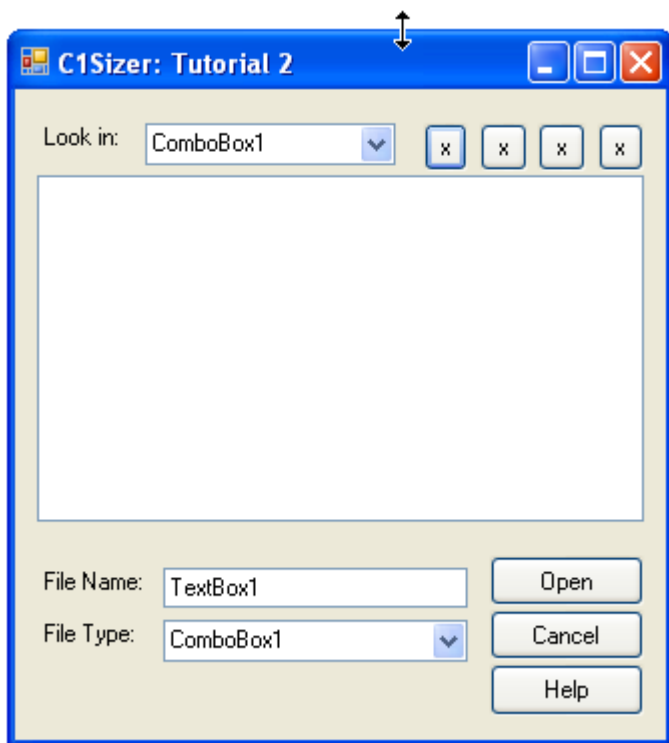 C1Sizer: Tutorial 2
Look in: ComboBox1 x x x x
File Name: TextBox1 Open
File Type: ComboBox1 Cancel
Help